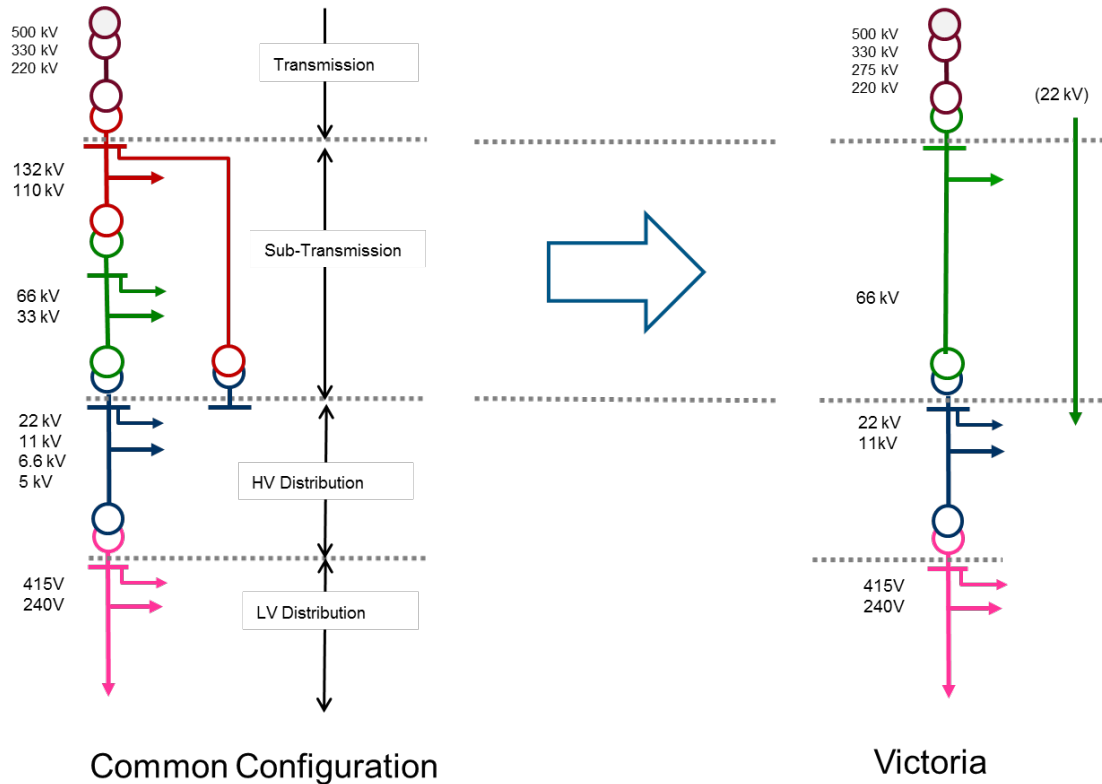 500 kV
330 kV
220 kV
Transmission
132 kV
110 kV
Sub-Transmission
66 kV
33 kV
22 kV
11 kV
6.6 kV
5 kV
HV Distribution
415V
240V
LV Distribution
Common Configuration
500 kV
330 kV
275 kV
220 kV
(22 kV)
66 kV
22 kV
11kV
415V
240V
Victoria